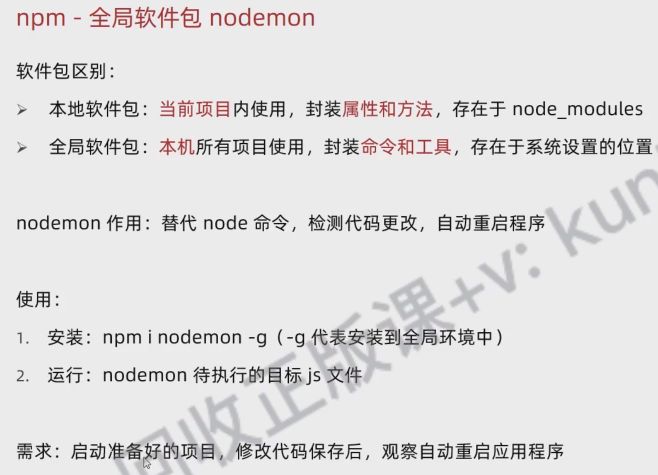 npm - 全局软件包 nodemon
软件包区别：
➢ 本地软件包：当前项目内使用，封装属性和方法，存在于 node_modules
➢ 全局软件包：本机所有项目使用，封装命令和工具，存在于系统设置的位置
nodemon 作用：替代 node 命令，检测代码更改，自动重启程序
使用：
1. 安装：npm i nodemon -g（-g 代表安装到全局环境中）
2. 运行：nodemon 待执行的目标 js 文件
需求：启动准备好的项目，修改代码保存后，观察自动重启应用程序
回收正版课+v: kun